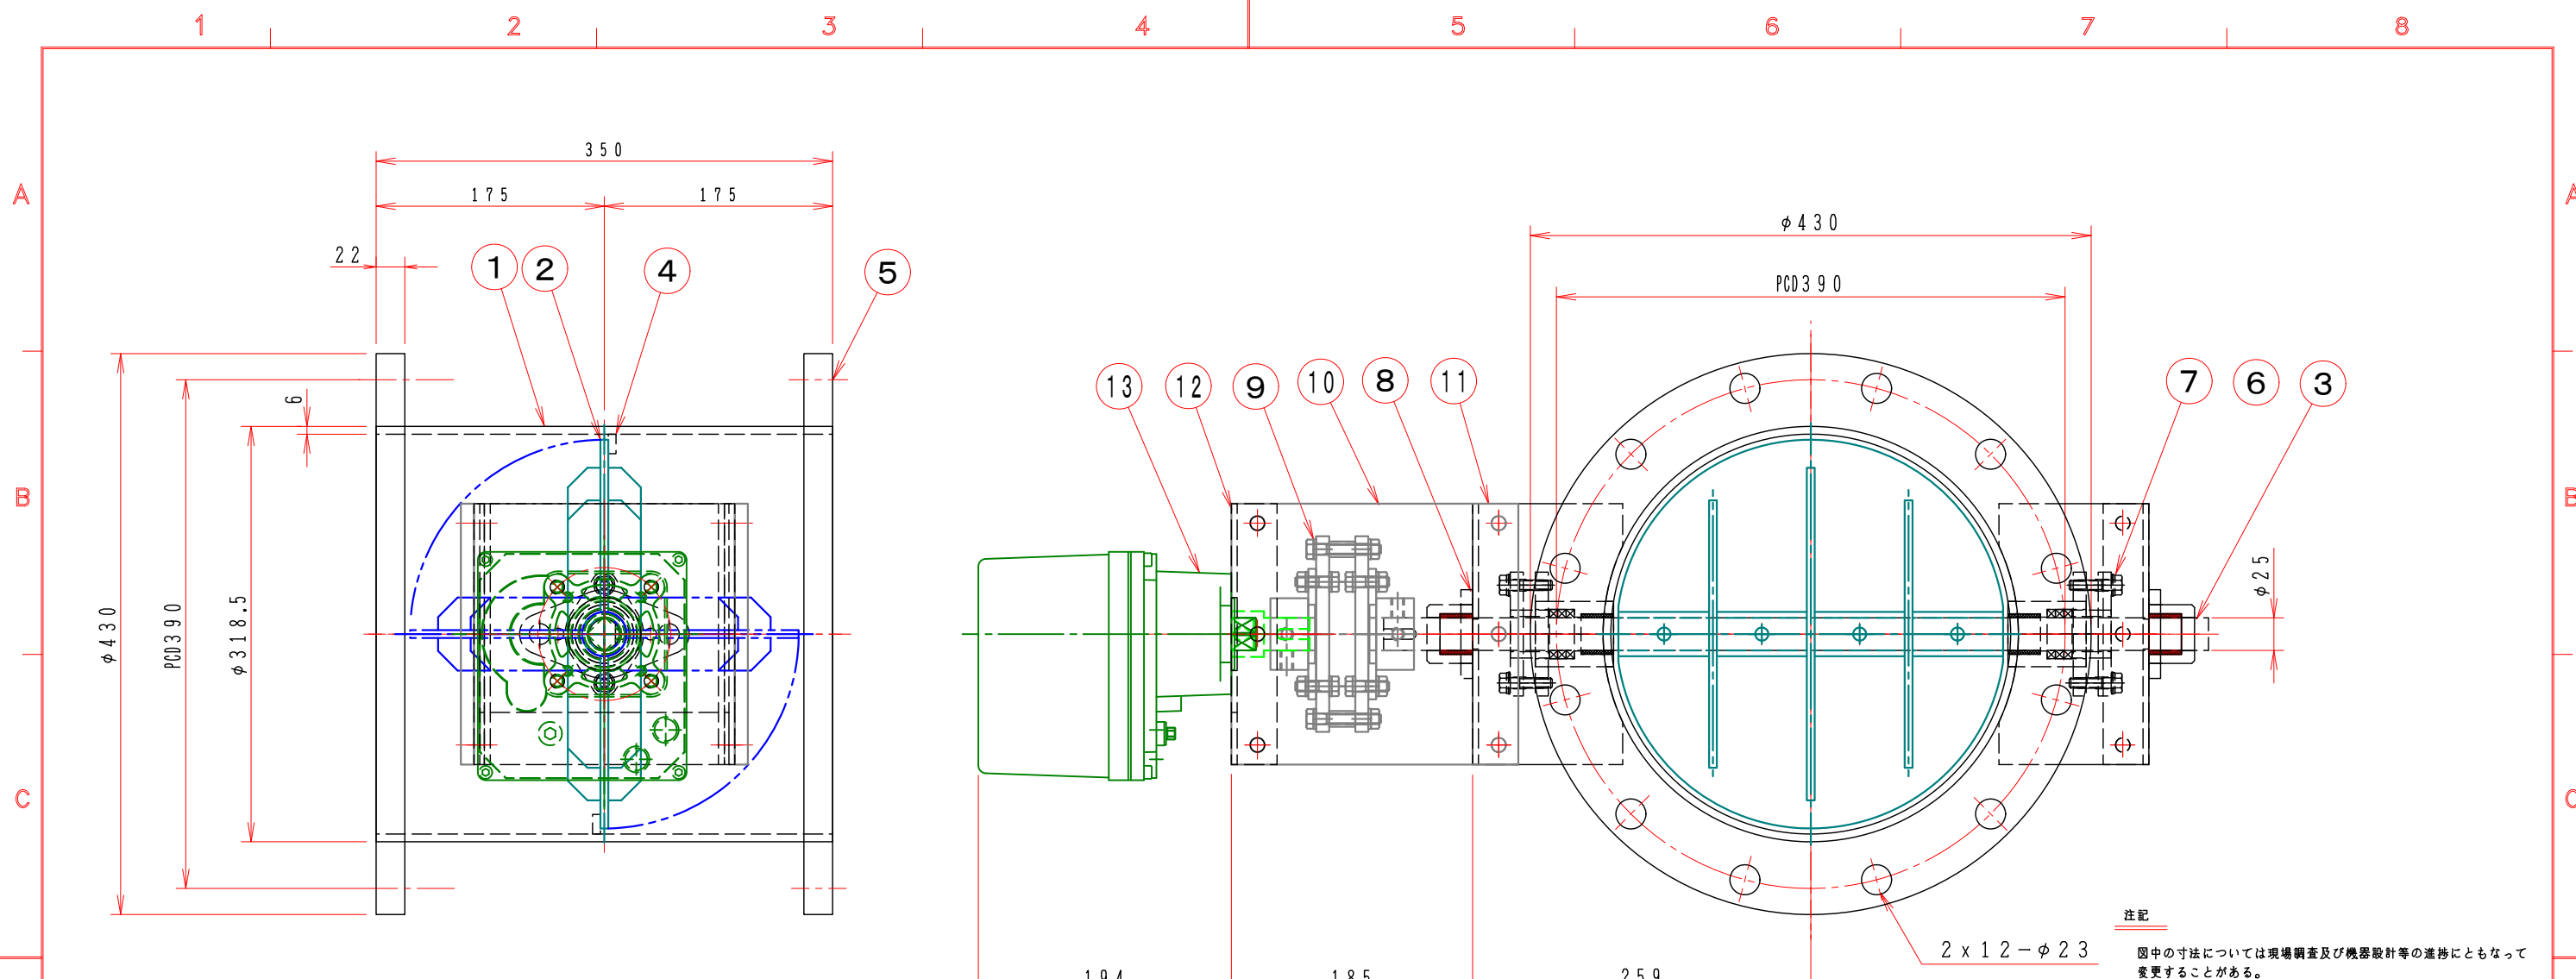 1 2 3 4 5 6 7 8
350
A 175 175 A
φ430
22 1 2 4 5 PCD390
13 12 9 10 8 11 7 6 3
6
B B
φ25
φ430 PCD390 φ318.5
C C
注記
2x12-φ23
図中の寸法については現場調査及び機器設計等の進捗にともなって
変更することがある。
194 185 259